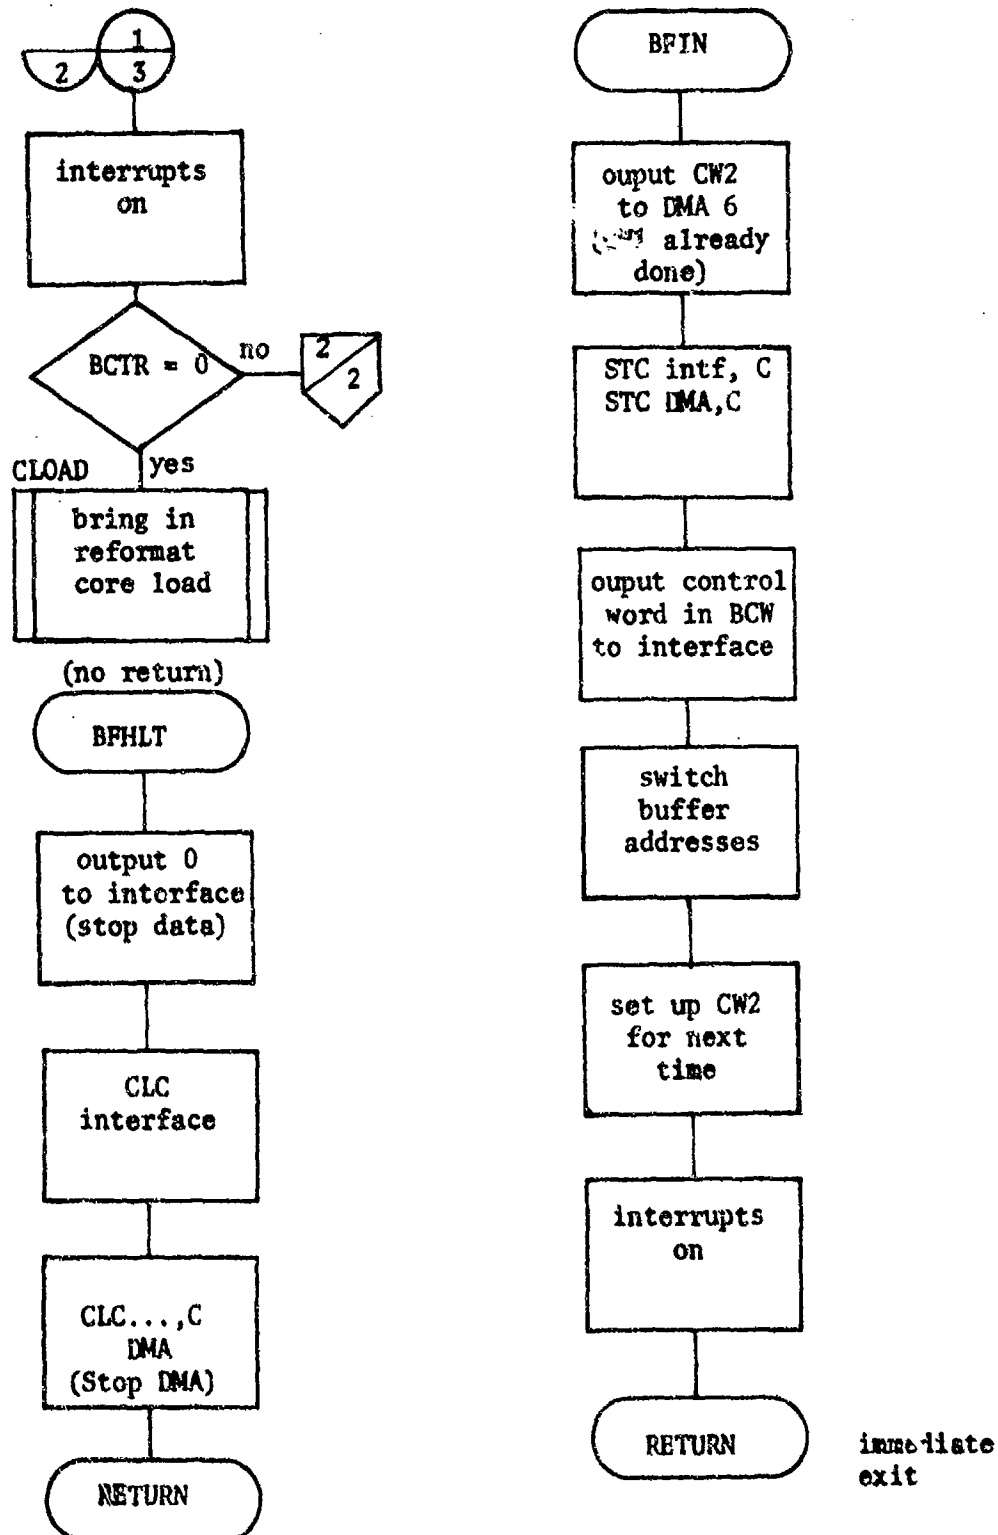 1
2
3
interrupts
on
BCTR = 0
no
2
2
yes
CLOAD
bring in
reformat
core load
(no return)
BFHLT
output 0
to interface
(stop data)
CLC
interface
CLC...,C
DMA
(Stop DMA)
RETURN
BFIN
ouput CW2
to DMA 6
already
done)
STC intf, C
STC DMA,C
ouput control
word in BCW
to interface
switch
buffer
addresses
set up CW2
for next
time
interrupts
on
RETURN
immediate
exit